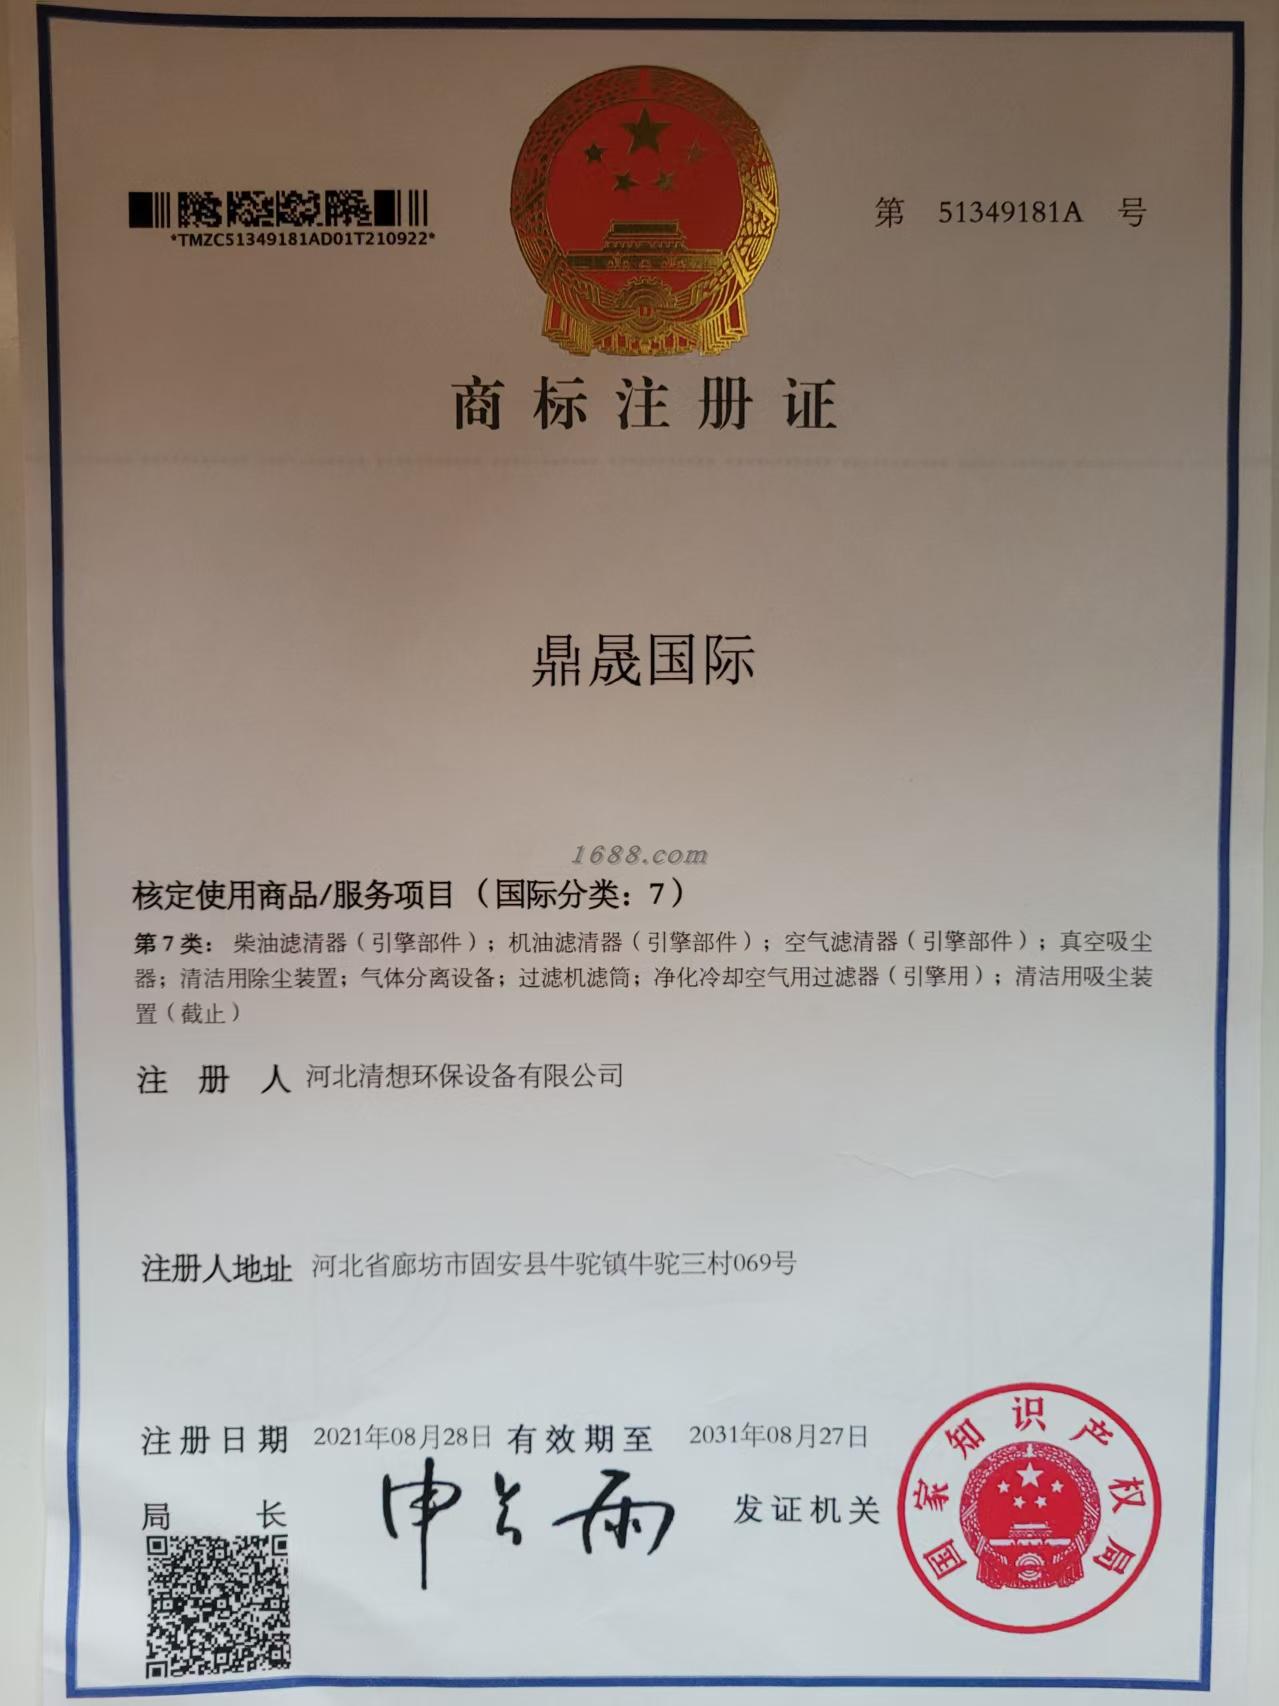 第 51349181A 号
*TMZC51349181AD01T210922*
商标注册证
鼎晟国际
1688.com
核定使用商品/服务项目（国际分类：7）
第7类：柴油滤清器（引擎部件）；机油滤清器（引擎部件）；空气滤清器（引擎部件）；真空吸尘
器；清洁用除尘装置；气体分离设备；过滤机滤筒；净化冷却空气用过滤器（引擎用）；清洁用吸尘装
置（截止）
注册人 河北清想环保设备有限公司
注册人地址 河北省廊坊市固安县牛驼镇牛驼三村069号
注册日期 2021年08月28日 有效期至 2031年08月27日
局长 申长雨 发证机关
国家知识产权局